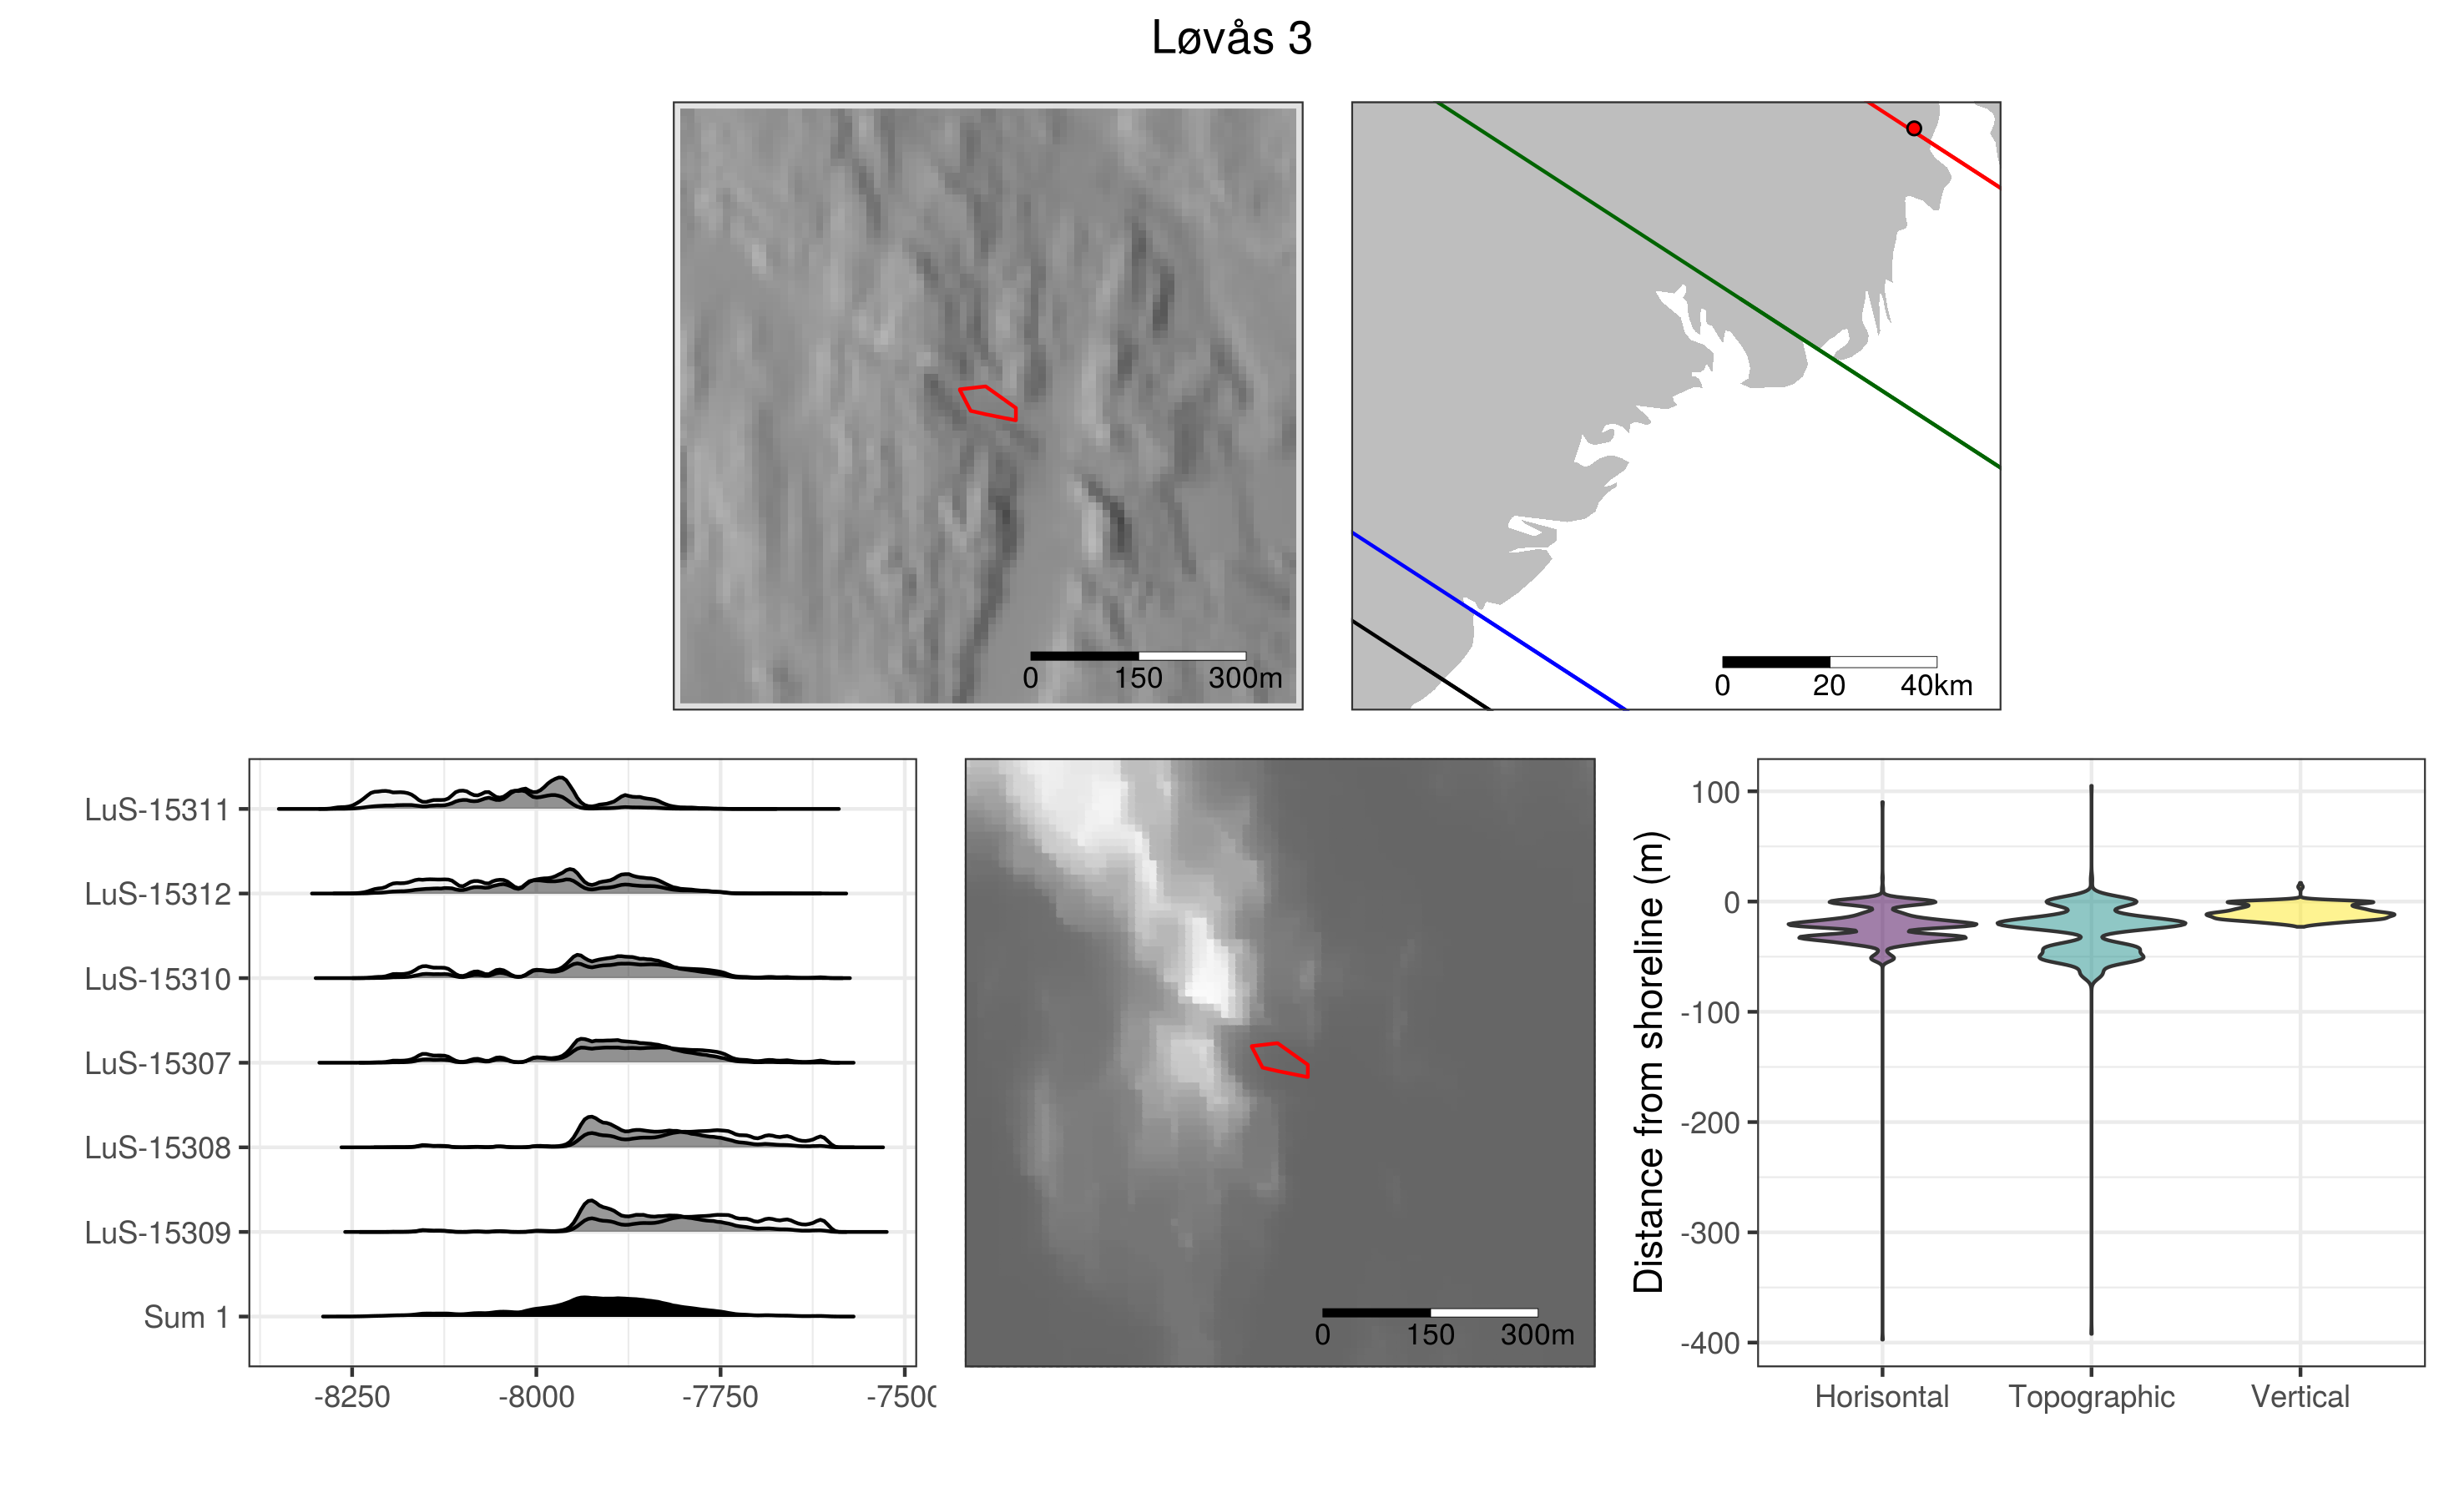 Løvås 3
0 150 300m
0 20 40km
LuS-15311
LuS-15312
LuS-15310
LuS-15307
LuS-15308
LuS-15309
Sum 1
-8250 -8000 -7750 -750
0 150 300m
Distance from shoreline (m)
100
0
-100
-200
-300
-400
Horisontal Topographic Vertical